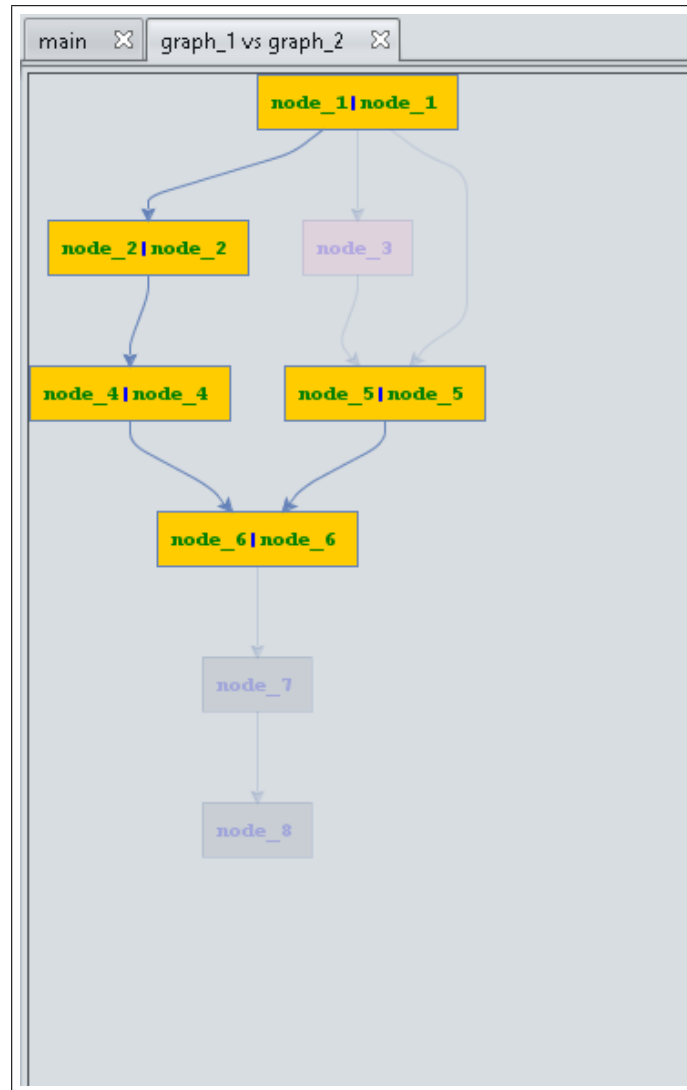 main graph_1 vs graph_2
node_1|node_1
node_2|node_2 node_3
node_4|node_4 node_5|node_5
node_6|node_6
node_7
node_8